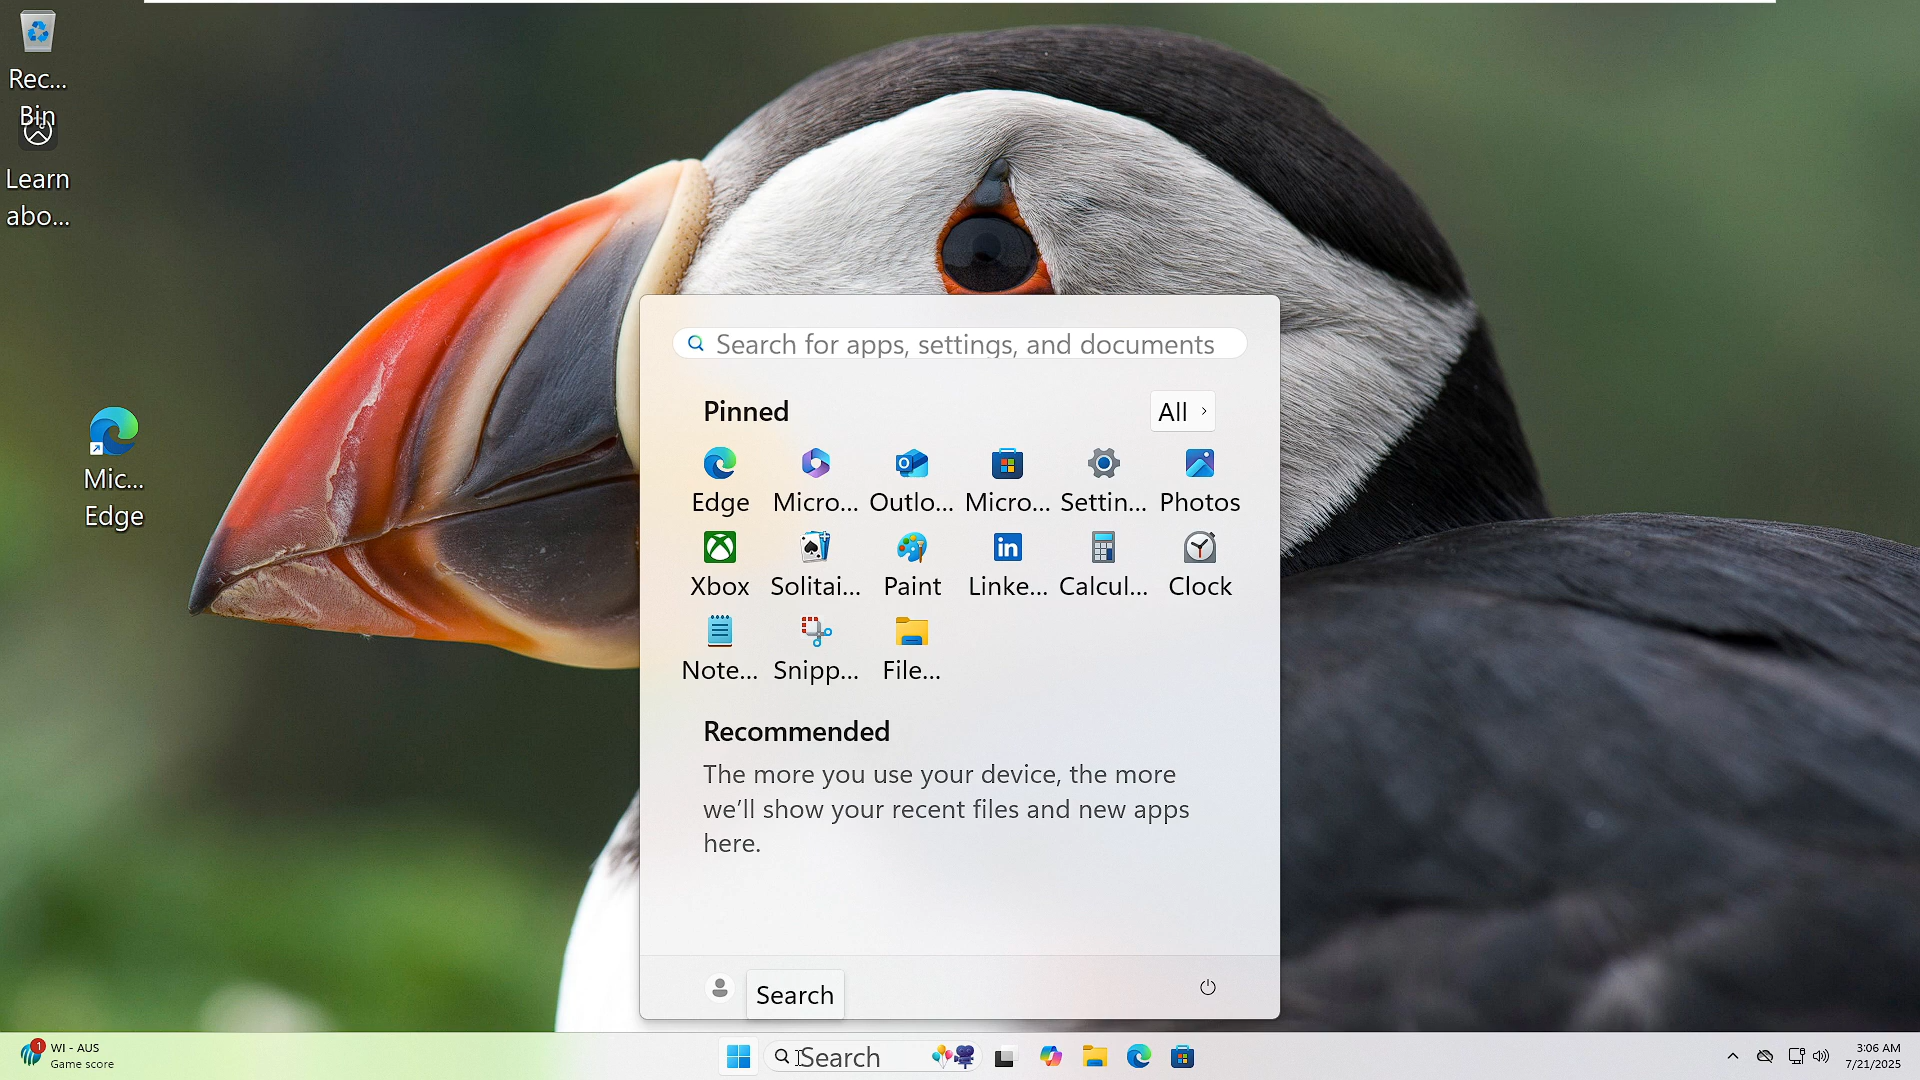 Rec...
Bin
Learn
abo...
Mic...
Edge
Search for apps, settings, and documents
Pinned
All
Edge
Micro...
Outlo...
Micro...
Settin...
Photos
Xbox
Solitai...
Paint
Linke...
Calcul...
Clock
Note...
Snipp...
File...
Recommended
The more you use your device, the more
we’ll show your recent files and new apps
here.
Search
1
WI - AUS
Game score
Search
3:06 AM
7/21/2025